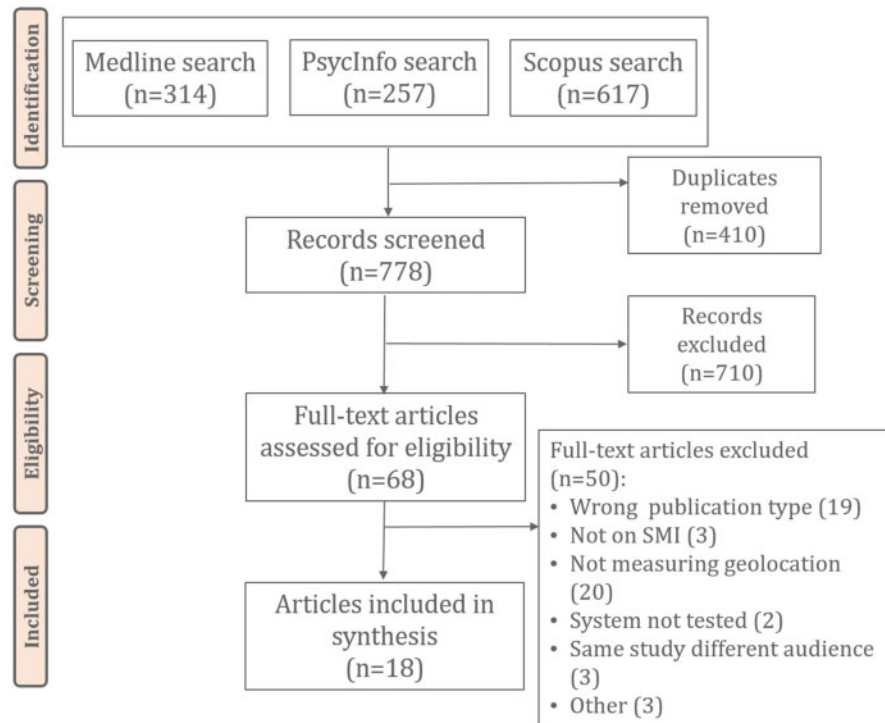 Identification
Medline search
(n=314)
PsycInfo search
(n=257)
Scopus search
(n=617)
Duplicates
removed
(n=410)
Screening
Records screened
(n=778)
Records
excluded
(n=710)
Eligibility
Full-text articles
assessed for eligibility
(n=68)
Full-text articles excluded
(n=50):
• Wrong publication type (19)
• Not on SMI (3)
• Not measuring geolocation
(20)
• System not tested (2)
• Same study different audience
(3)
• Other (3)
Included
Articles included in
synthesis
(n=18)